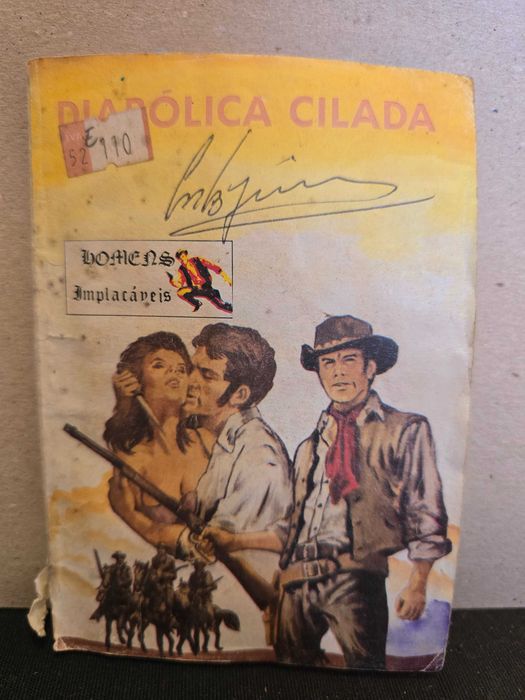 DIABÓLICA CILADA
E 110
52
HOMENS
Implacáveis